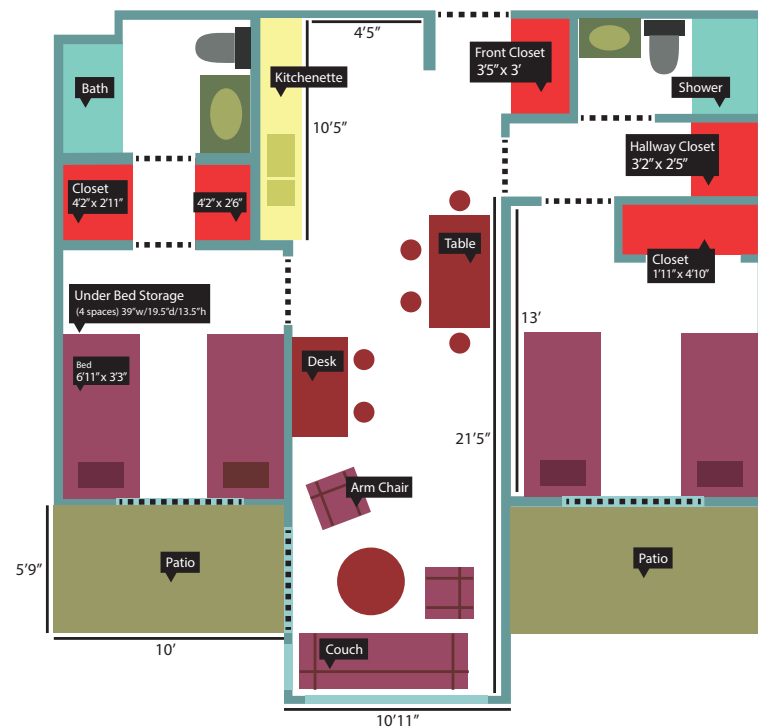 4’5”
Front Closet
3’5” x 3’
Kitchenette
Bath
Shower
10’5”
Hallway Closet
3’2” x 2’5”
Closet
4’2” x 2’11”
4’2” x 2’6”
Table
Closet
1’11” x 4’10”
Under Bed Storage
(4 spaces) 39”w/19.5”d/13.5”h
13’
Bed
6’11” x 3’3”
Desk
21’5”
Arm Chair
5’9”
Patio
Patio
Couch
10’
10’11”